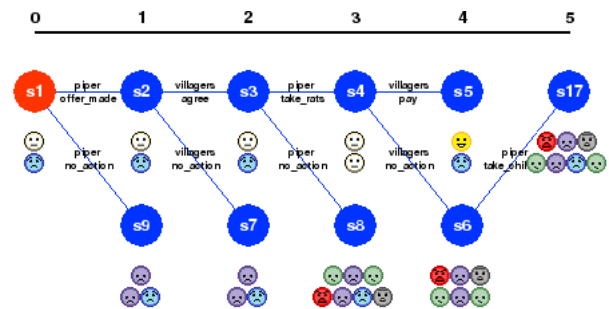 0 1 2 3 4 5
s1 piper offer_made s2 villagers agree s3 piper take_rats s4 villagers pay s5 s17
piper no_action villagers no_action piper no_action villagers no_action piper take_chil
s9 s7 s8 s6